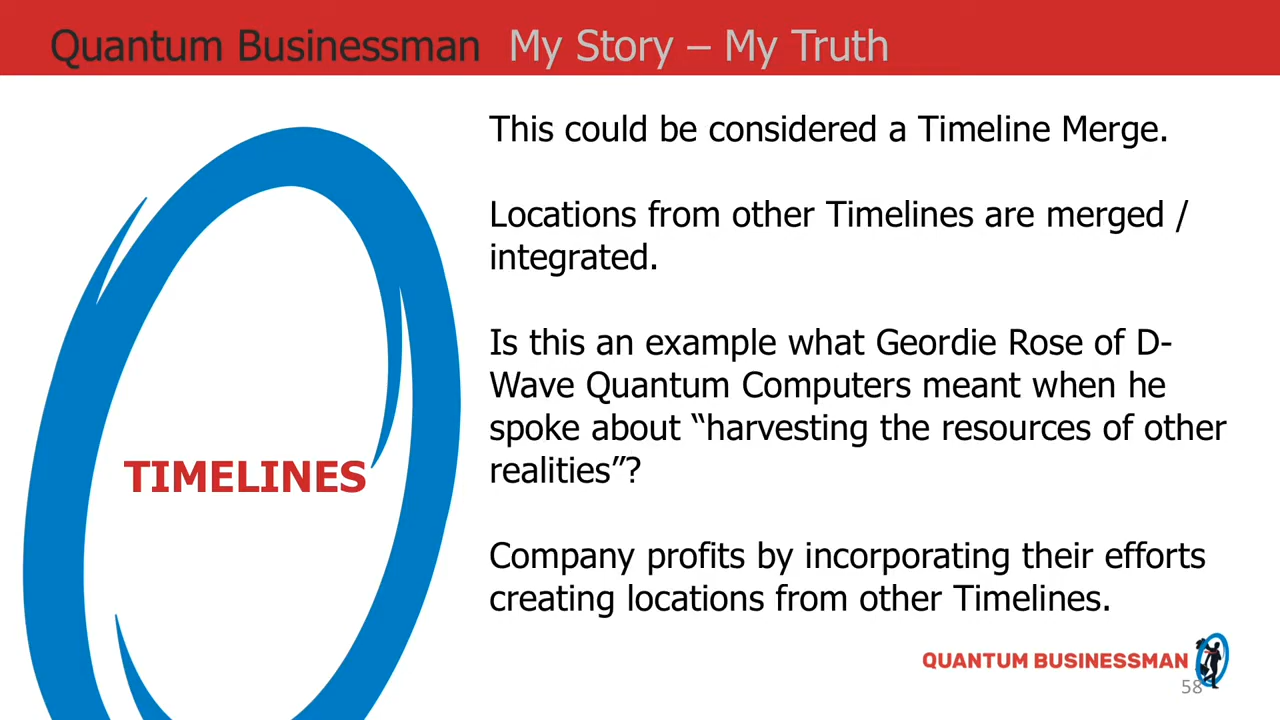 Quantum Businessman My Story – My Truth
This could be considered a Timeline Merge.
Locations from other Timelines are merged /
integrated.
Is this an example what Geordie Rose of D-
Wave Quantum Computers meant when he
spoke about “harvesting the resources of other
realities”?
TIMELINES
Company profits by incorporating their efforts
creating locations from other Timelines.
QUANTUM BUSINESSMAN
58